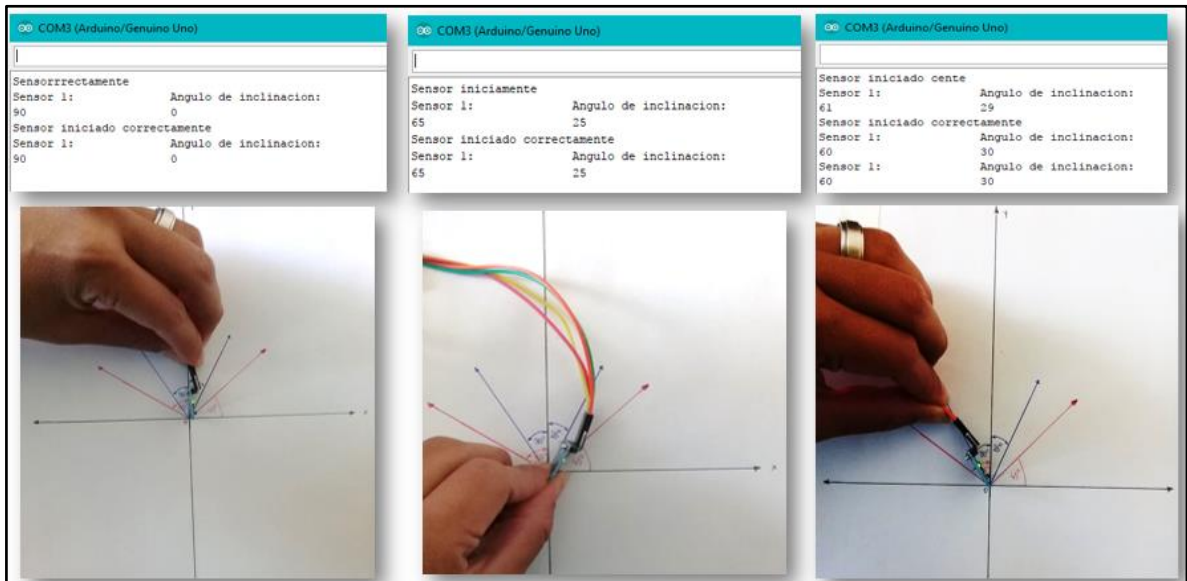 COM3 (Arduino/Genuino Uno)
Sensorrrectamente
Sensor 1: Angulo de inclinacion:
90 0
Sensor iniciado correctamente
Sensor 1: Angulo de inclinacion:
90 0
COM3 (Arduino/Genuino Uno)
Sensor iniciamente
Sensor 1: Angulo de inclinacion:
65 25
Sensor iniciado correctamente
Sensor 1: Angulo de inclinacion:
65 25
COM3 (Arduino/Genuino Uno)
Sensor iniciado cente
Sensor 1: Angulo de inclinacion:
61 29
Sensor iniciado correctamente
Sensor 1: Angulo de inclinacion:
60 30
Sensor 1: Angulo de inclinacion:
60 30